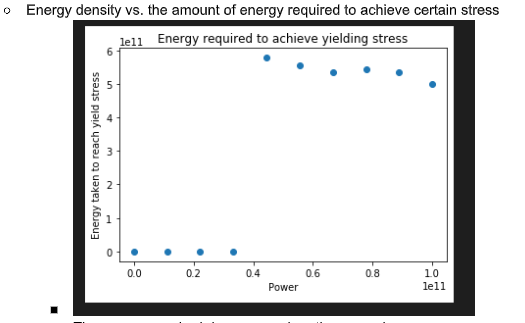 Energy density vs. the amount of energy required to achieve certain stress
1e11
Energy required to achieve yielding stress
Energy taken to reach yield stress
6
5
4
3
2
1
0
0.0 0.2 0.4 0.6 0.8 1.0
Power
1e11